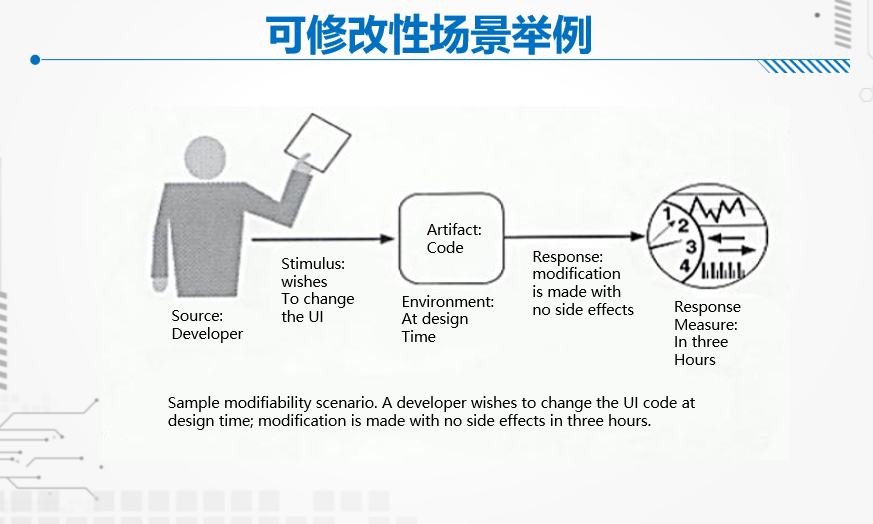 可修改性场景举例
Source:
Developer
Stimulus:
wishes
To change
the UI
Artifact:
Code
Environment:
At design
Time
Response:
modification
is made with
no side effects
1
2
3
4
Response
Measure:
In three
Hours
Sample modifiability scenario. A developer wishes to change the UI code at
design time; modification is made with no side effects in three hours.